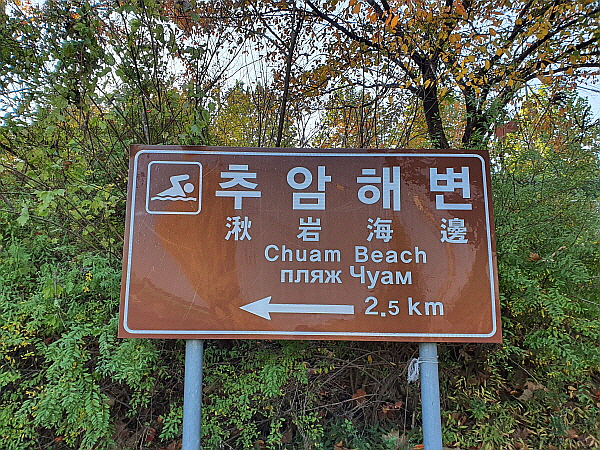 추암해변
湫岩海邊
Chuam Beach
пляж Чуам
2.5 km